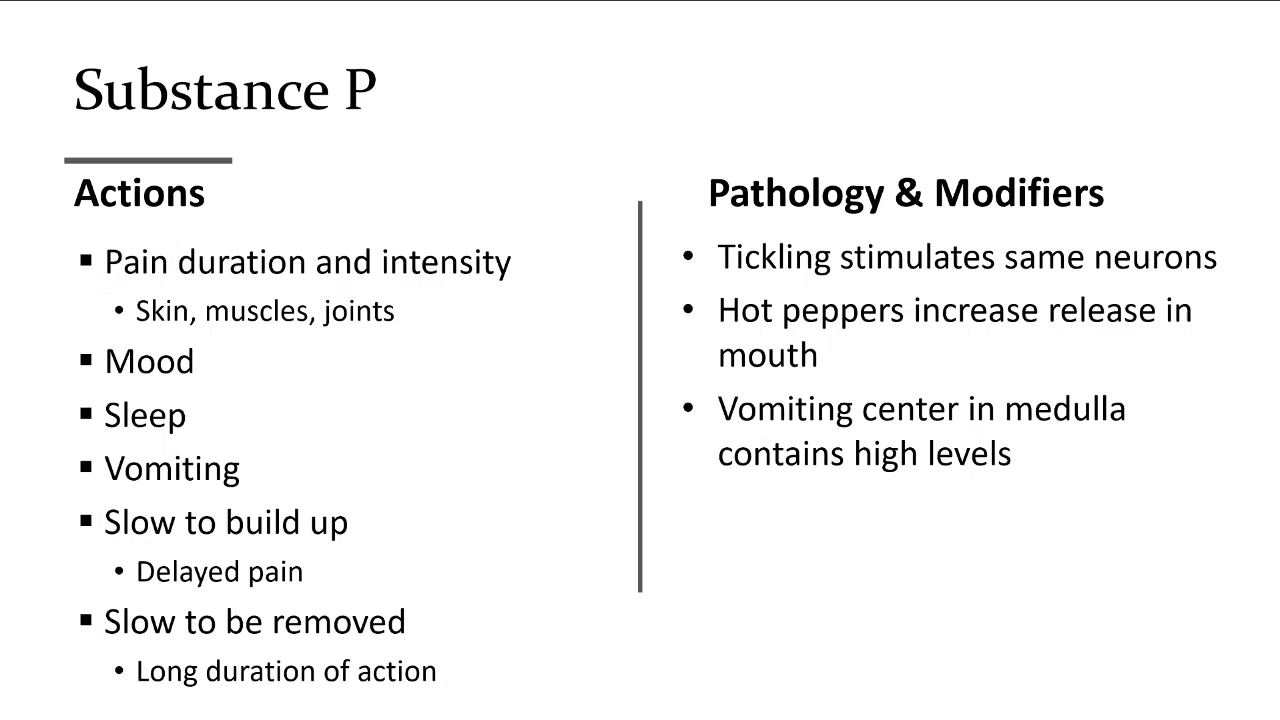 Substance P
Actions
▪ Pain duration and intensity
• Skin, muscles, joints
▪ Mood
▪ Sleep
▪ Vomiting
▪ Slow to build up
• Delayed pain
▪ Slow to be removed
• Long duration of action
Pathology & Modifiers
• Tickling stimulates same neurons
• Hot peppers increase release in
mouth
• Vomiting center in medulla
contains high levels